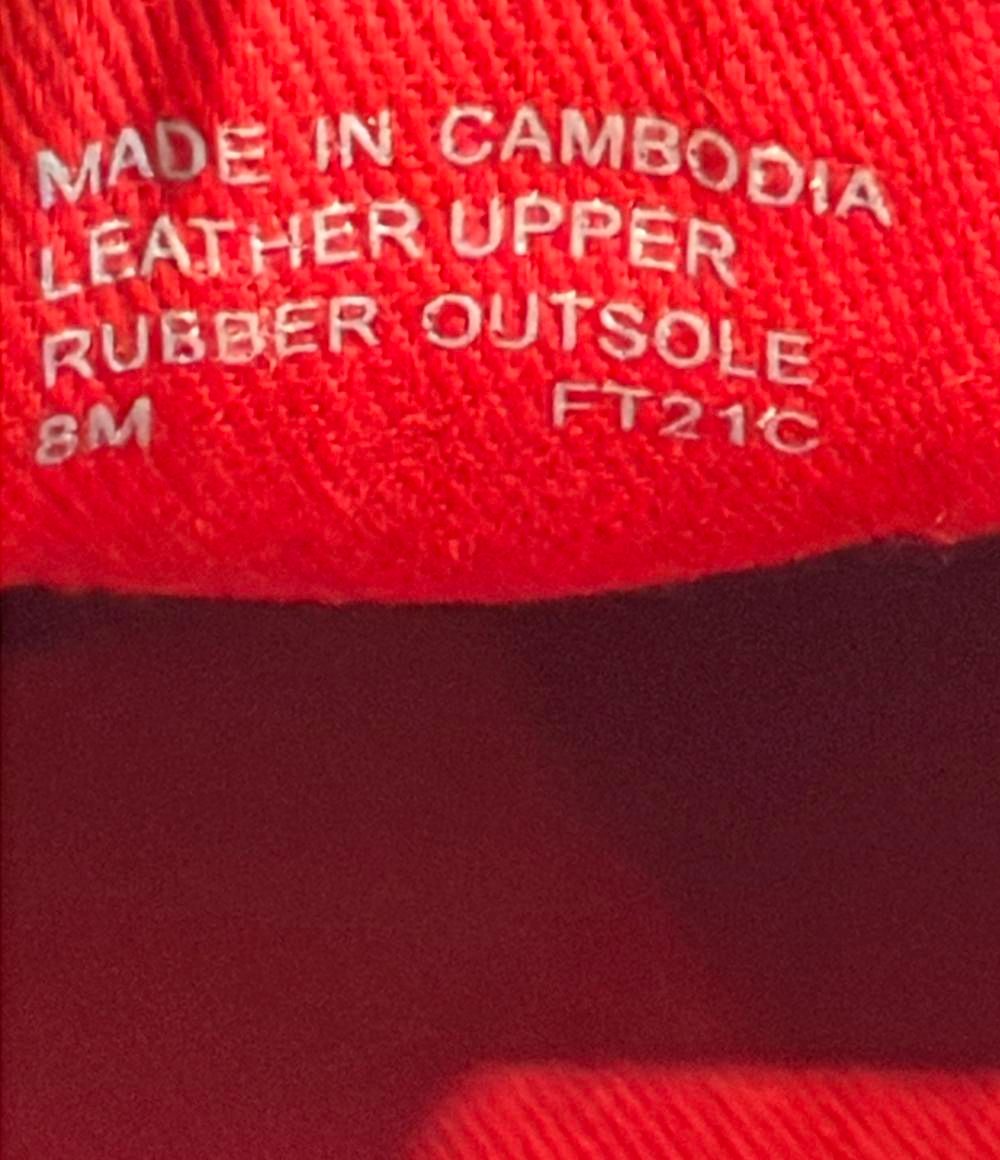 MADE IN CAMBODIA
LEATHER UPPER
RUBBER OUTSOLE
8M FT21C